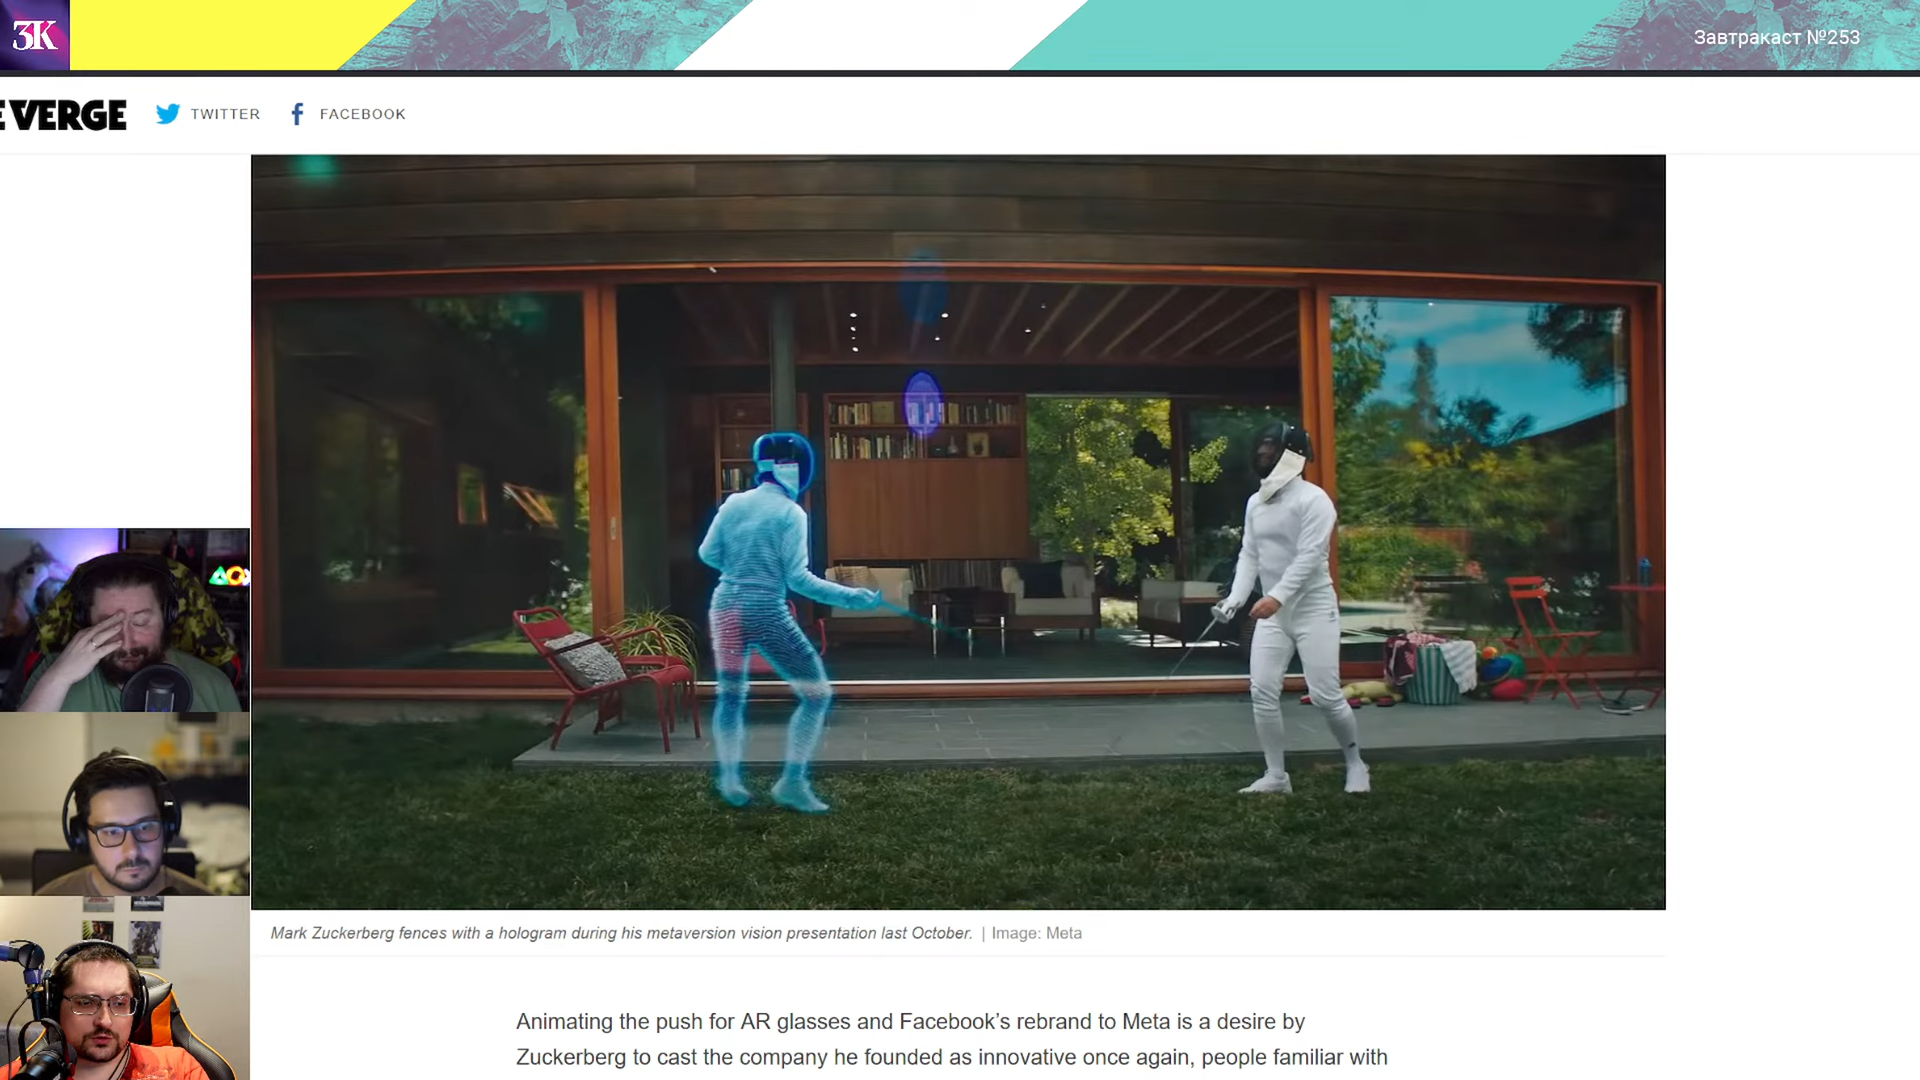 3K
Завтракаст №253
E VERGE
TWITTER
FACEBOOK
Mark Zuckerberg fences with a hologram during his metaversion vision presentation last October. | Image: Meta
Animating the push for AR glasses and Facebook’s rebrand to Meta is a desire by
Zuckerberg to cast the company he founded as innovative once again, people familiar with